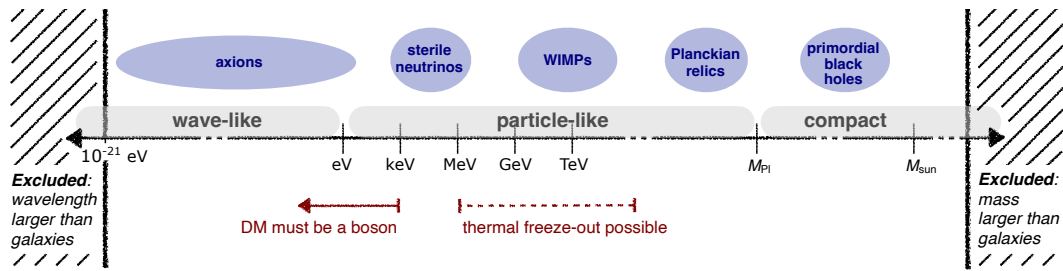 axions
sterile
neutrinos
WIMPs
Planckian
relics
primordial
black
holes
wave-like
particle-like
compact
10⁻²¹ eV
eV
keV
MeV
GeV
TeV
M_Pl
M_sun
Excluded:
wavelength
larger than
galaxies
DM must be a boson
thermal freeze-out possible
Excluded:
mass
larger than
galaxies